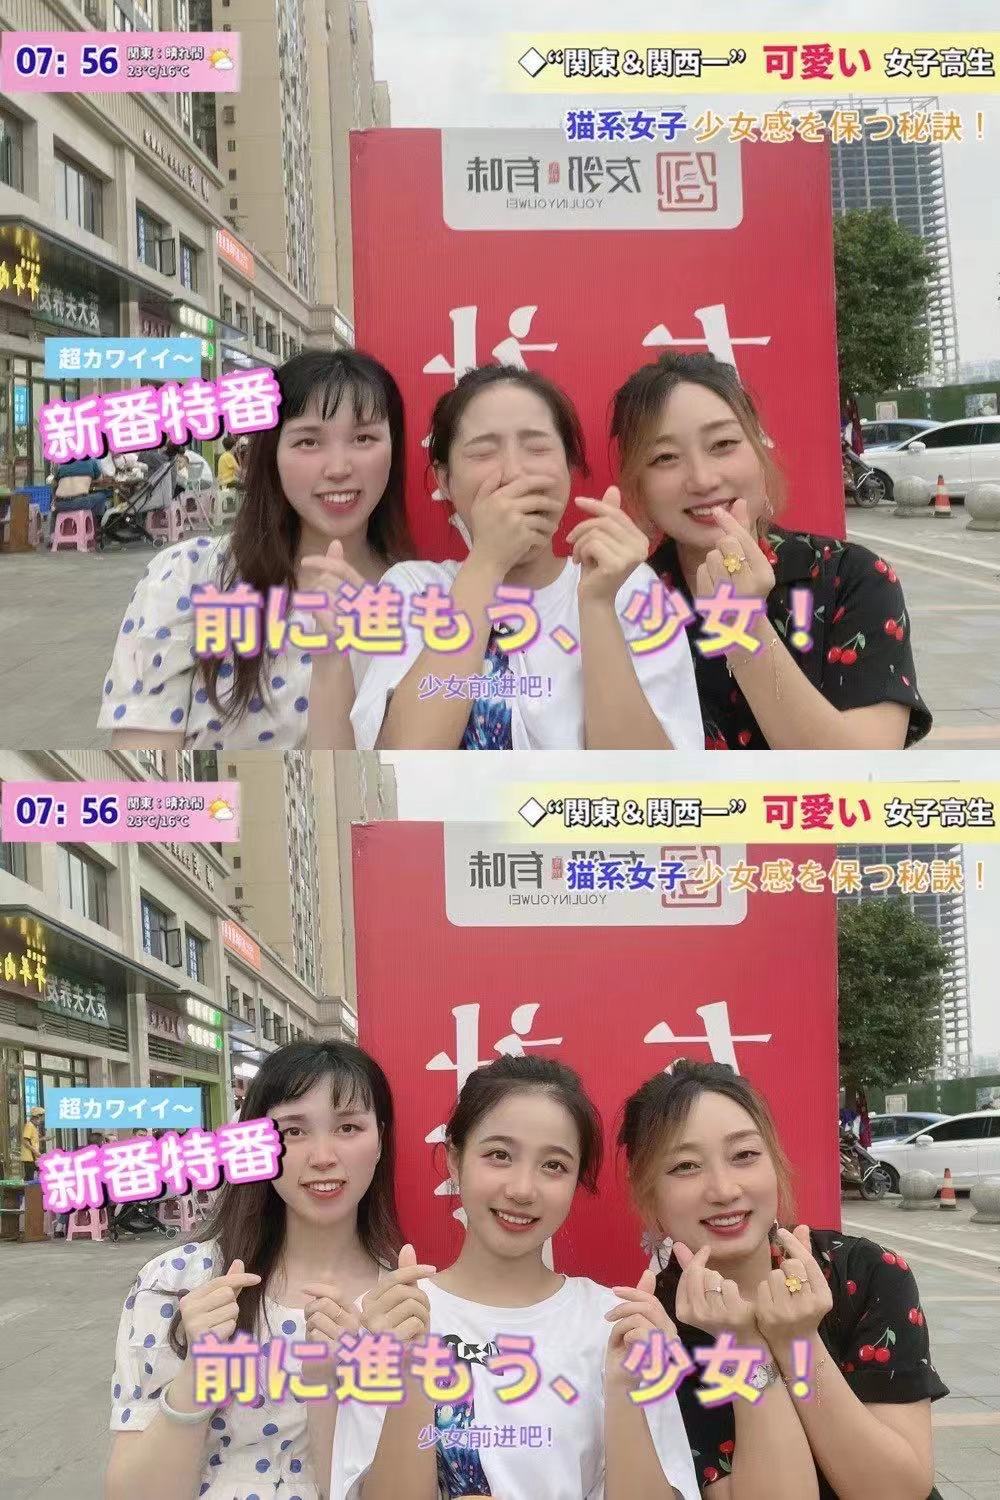 07: 56
関東：晴れ間
23°C/16°C
◆“関東＆関西一” 可愛い 女子高生
猫系女子 少女感を保つ秘訣！
友邻有味
YOULINYOUWEI
超カワイイ〜
新番特番
前に進もう、少女！
少女前进吧！
07: 56
関東：晴れ間
23°C/16°C
◆“関東＆関西一” 可愛い 女子高生
猫系女子 少女感を保つ秘訣！
友邻有味
YOULINYOUWEI
超カワイイ〜
新番特番
前に進もう、少女！
少女前进吧！